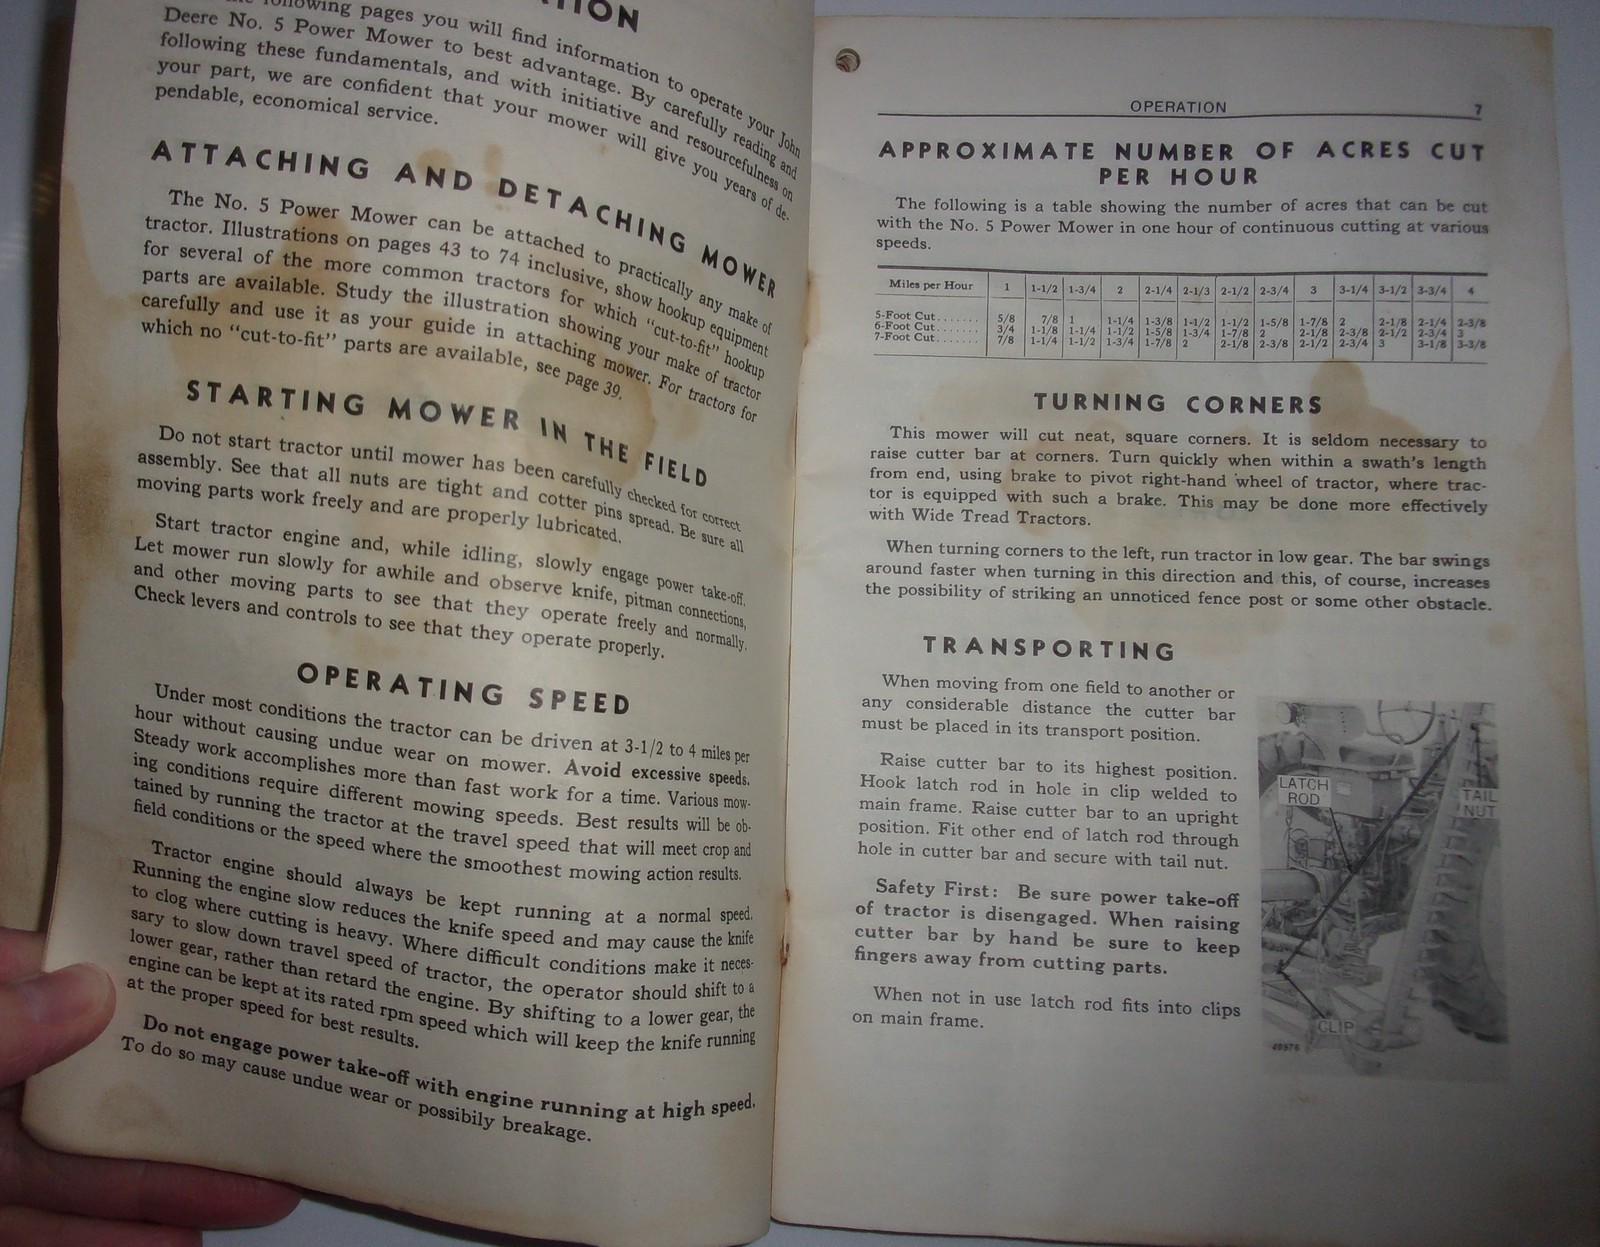 following pages you will find information to operate your John
Deere No. 5 Power Mower to best advantage. By carefully reading and
following these fundamentals, and with initiative and resourcefulness on
your part, we are confident that your mower will give you years of de-
pendable, economical service.
ATTACHING AND DETACHING MOWER
The No. 5 Power Mower can be attached to practically any make of
tractor. Illustrations on pages 43 to 74 inclusive, show hookup equipment
for several of the more common tractors for which "cut-to-fit" hookup
parts are available. Study the illustration showing your make of tractor
carefully and use it as your guide in attaching mower. For tractors for
which no "cut-to-fit" parts are available, see page 39.
STARTING MOWER IN THE FIELD
Do not start tractor until mower has been carefully checked for correct
assembly. See that all nuts are tight and cotter pins spread. Be sure all
moving parts work freely and are properly lubricated.
Start tractor engine and, while idling, slowly engage power take-off.
Let mower run slowly for awhile and observe knife, pitman connections,
and other moving parts to see that they operate freely and normally.
Check levers and controls to see that they operate properly.
OPERATING SPEED
Under most conditions the tractor can be driven at 3-1/2 to 4 miles per
hour without causing undue wear on mower. Avoid excessive speeds.
Steady work accomplishes more than fast work for a time. Various mow-
ing conditions require different mowing speeds. Best results will be ob-
tained by running the tractor at the travel speed that will meet crop and
field conditions or the speed where the smoothest mowing action results.
Tractor engine should always be kept running at a normal speed.
Running the engine slow reduces the knife speed and may cause the knife
to clog where cutting is heavy. Where difficult conditions make it neces-
sary to slow down travel speed of tractor, the operator should shift to a
lower gear, rather than retard the engine. By shifting to a lower gear, the
engine can be kept at its rated rpm speed which will keep the knife running
at the proper speed for best results.
Do not engage power take-off with engine running at high speed.
To do so may cause undue wear or possibily breakage.
OPERATION 7
APPROXIMATE NUMBER OF ACRES CUT
PER HOUR
The following is a table showing the number of acres that can be cut
with the No. 5 Power Mower in one hour of continuous cutting at various
speeds.
Miles per Hour 1 1-1/2 1-3/4 2 2-1/4 2-1/3 2-1/2 2-3/4 3 3-1/4 3-1/2 3-3/4 4
5-Foot Cut....... 5/8 7/8 1 1-1/4 1-3/8 1-1/2 1-1/2 1-5/8 1-7/8 2 2-1/8 2-1/4 2-3/8
6-Foot Cut....... 3/4 1-1/8 1-1/4 1-1/2 1-5/8 1-3/4 1-7/8 2 2-1/8 2-3/8 2-1/2 2-3/4 3
7-Foot Cut....... 7/8 1-1/4 1-1/2 1-3/4 1-7/8 2 2-1/8 2-3/8 2-1/2 2-3/4 3 3-1/8 3-3/8
TURNING CORNERS
This mower will cut neat, square corners. It is seldom necessary to
raise cutter bar at corners. Turn quickly when within a swath's length
from end, using brake to pivot right-hand wheel of tractor, where trac-
tor is equipped with such a brake. This may be done more effectively
with Wide Tread Tractors.
When turning corners to the left, run tractor in low gear. The bar swings
around faster when turning in this direction and this, of course, increases
the possibility of striking an unnoticed fence post or some other obstacle.
TRANSPORTING
When moving from one field to another or
any considerable distance the cutter bar
must be placed in its transport position.
Raise cutter bar to its highest position.
Hook latch rod in hole in clip welded to
main frame. Raise cutter bar to an upright
position. Fit other end of latch rod through
hole in cutter bar and secure with tail nut.
Safety First: Be sure power take-off
of tractor is disengaged. When raising
cutter bar by hand be sure to keep
fingers away from cutting parts.
When not in use latch rod fits into clips
on main frame.
LATCH
ROD
TAIL
NUT
CLIP